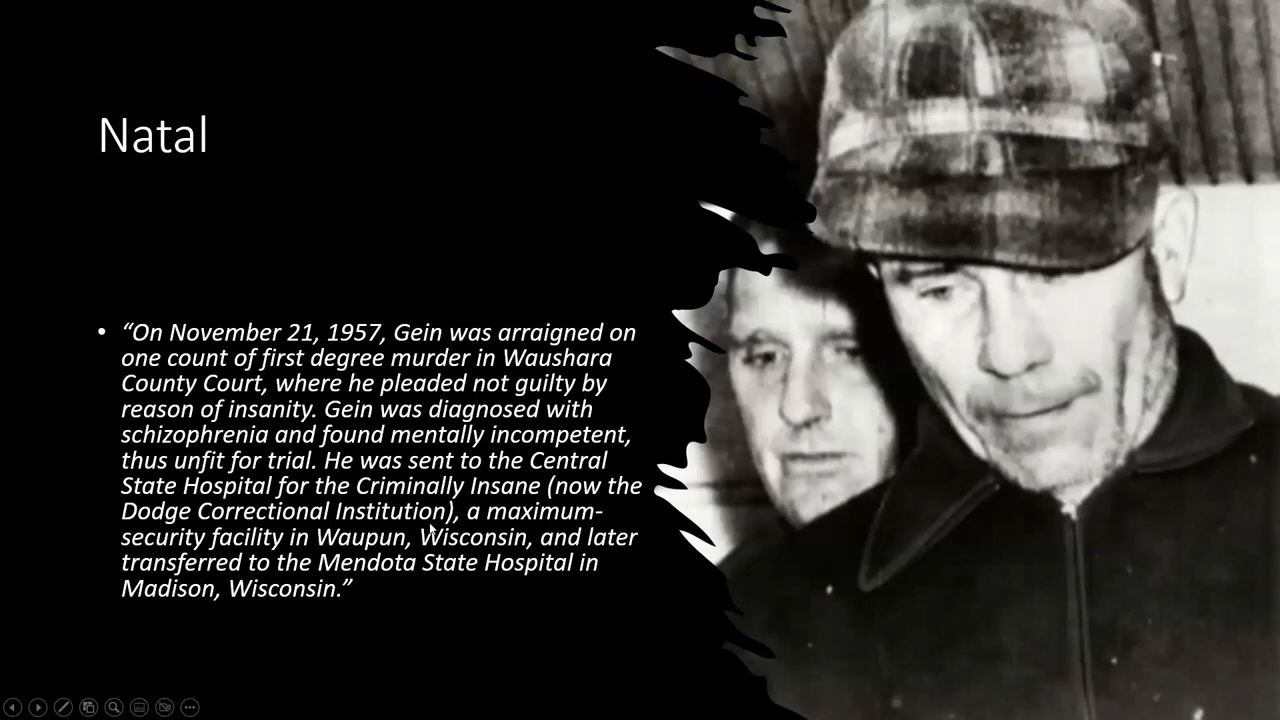 Natal
• “On November 21, 1957, Gein was arraigned on
one count of first degree murder in Waushara
County Court, where he pleaded not guilty by
reason of insanity. Gein was diagnosed with
schizophrenia and found mentally incompetent,
thus unfit for trial. He was sent to the Central
State Hospital for the Criminally Insane (now the
Dodge Correctional Institution), a maximum-
security facility in Waupun, Wisconsin, and later
transferred to the Mendota State Hospital in
Madison, Wisconsin.”